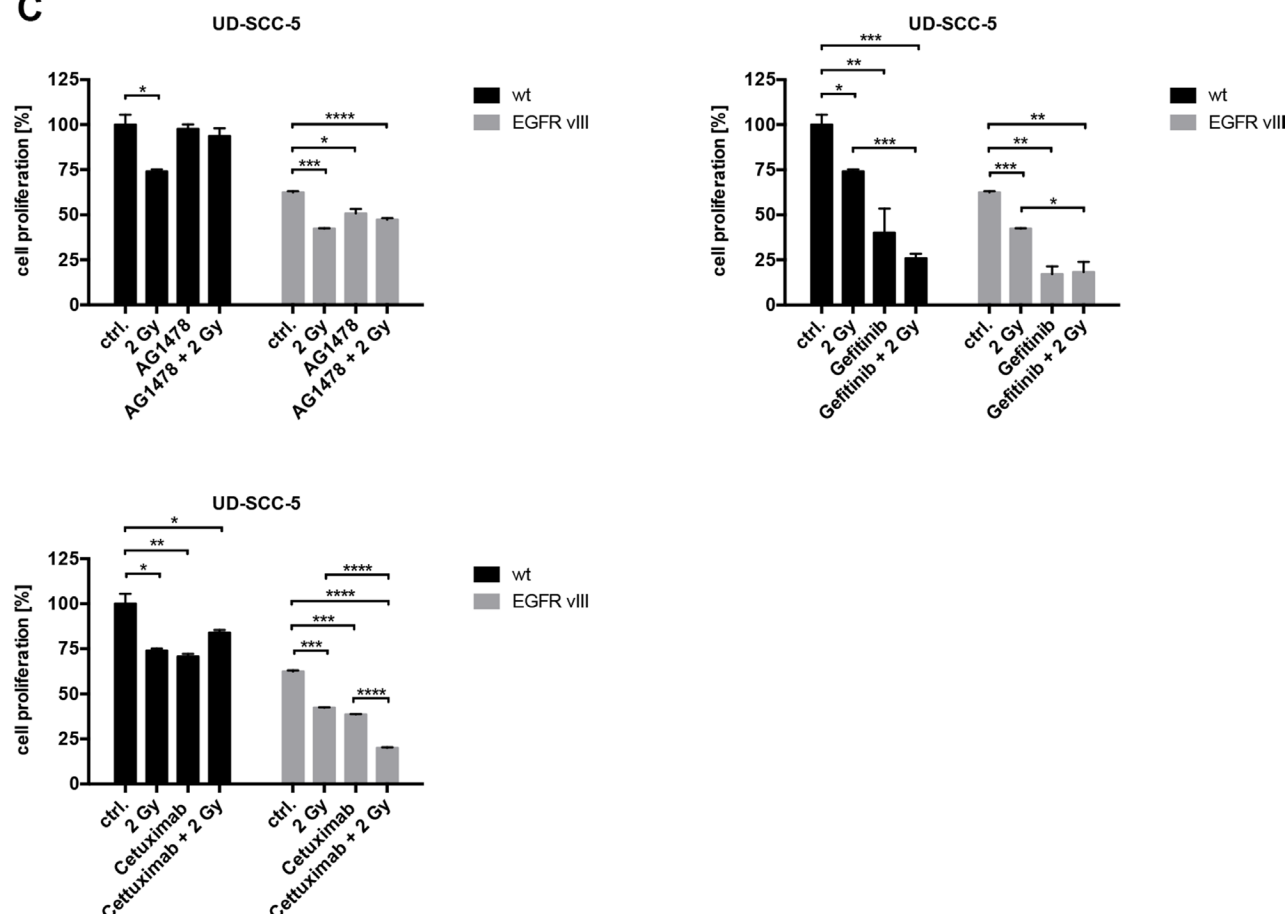 C
UD-SCC-5
cell proliferation [%]
125
100
75
50
25
0
*
****
*
***
wt
EGFR vIII
ctrl.
2 Gy
AG1478
AG1478 + 2 Gy
ctrl.
2 Gy
AG1478
AG1478 + 2 Gy
UD-SCC-5
cell proliferation [%]
125
100
75
50
25
0
***
**
*
***
**
**
***
*
wt
EGFR vIII
ctrl.
2 Gy
Gefitinib
Gefitinib + 2 Gy
ctrl.
2 Gy
Gefitinib
Gefitinib + 2 Gy
UD-SCC-5
cell proliferation [%]
125
100
75
50
25
0
*
**
*
****
****
***
***
****
wt
EGFR vIII
ctrl.
2 Gy
Cetuximab
Cettuximab + 2 Gy
ctrl.
2 Gy
Cetuximab
Cettuximab + 2 Gy